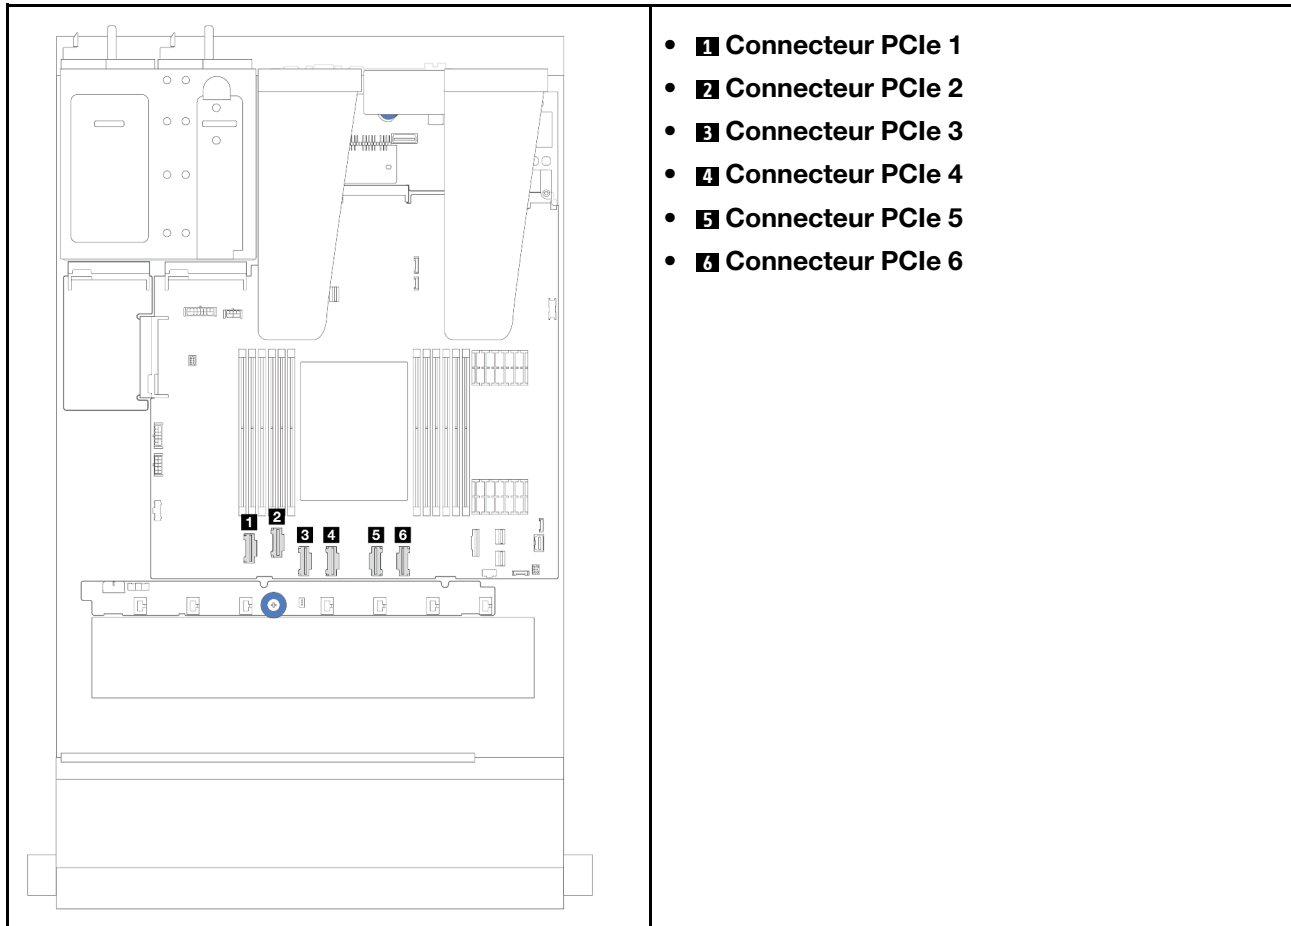 • 1 Connecteur PCIe 1
• 2 Connecteur PCIe 2
• 3 Connecteur PCIe 3
• 4 Connecteur PCIe 4
• 5 Connecteur PCIe 5
• 6 Connecteur PCIe 6
1 2 3 4 5 6